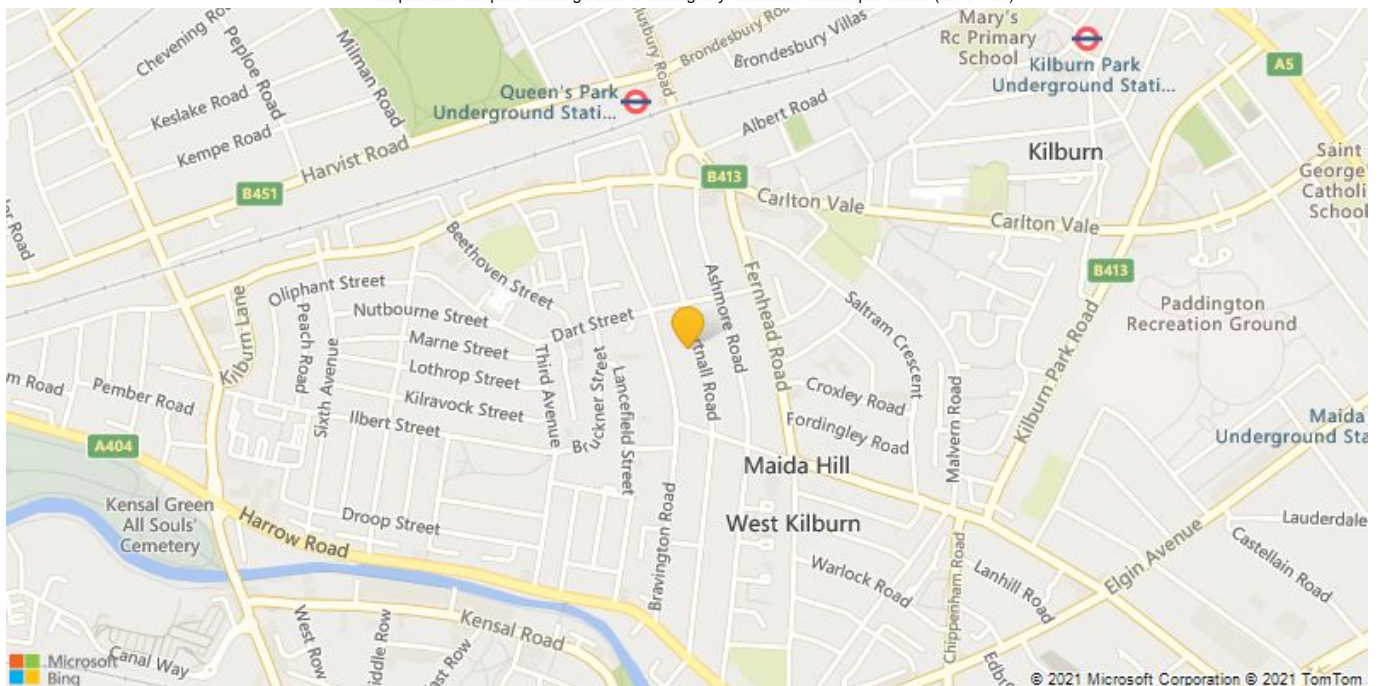 Mary's
Rc Primary
School
Kilburn Park
Underground Stati...
A5
Chevening
Peploe Road
Milman Road
Brondesbury
Brondesbury Villas
Road
Queen's Park
Underground Stati...
Albert Road
Keslake Road
Kempe Road
Harvist Road
Kilburn
B451
B413
Carlton Vale
Carlton Vale
Saint
George'
Catholi
School
Road
Beethoven Street
B413
Oliphant Street
Peach Road
Nutbourne Street
Dart Street
Ashmore Road
Fernhead Road
Saltram Crescent
Paddington
Recreation Ground
Kilburn Lane
Sixth Avenue
Marne Street
Lothrop Street
Kilravock Street
Third Avenue
Lancefield Street
rtnall Road
Croxley Road
Fordingley Road
Malvern Road
Kilburn Park Road
m Road
Pember Road
Ilbert Street
Maida
Underground Sta
A404
Maida Hill
Kensal Green
All Souls'
Cemetery
Harrow Road
Droop Street
Bravington Road
West Kilburn
Warlock Road
Chippenham Road
Lanhill Road
Elgin Avenue
Lauderdale
Castellain Road
West Row
Kensal Road
Canal Way
Microsoft
Bing
© 2021 Microsoft Corporation © 2021 TomTom